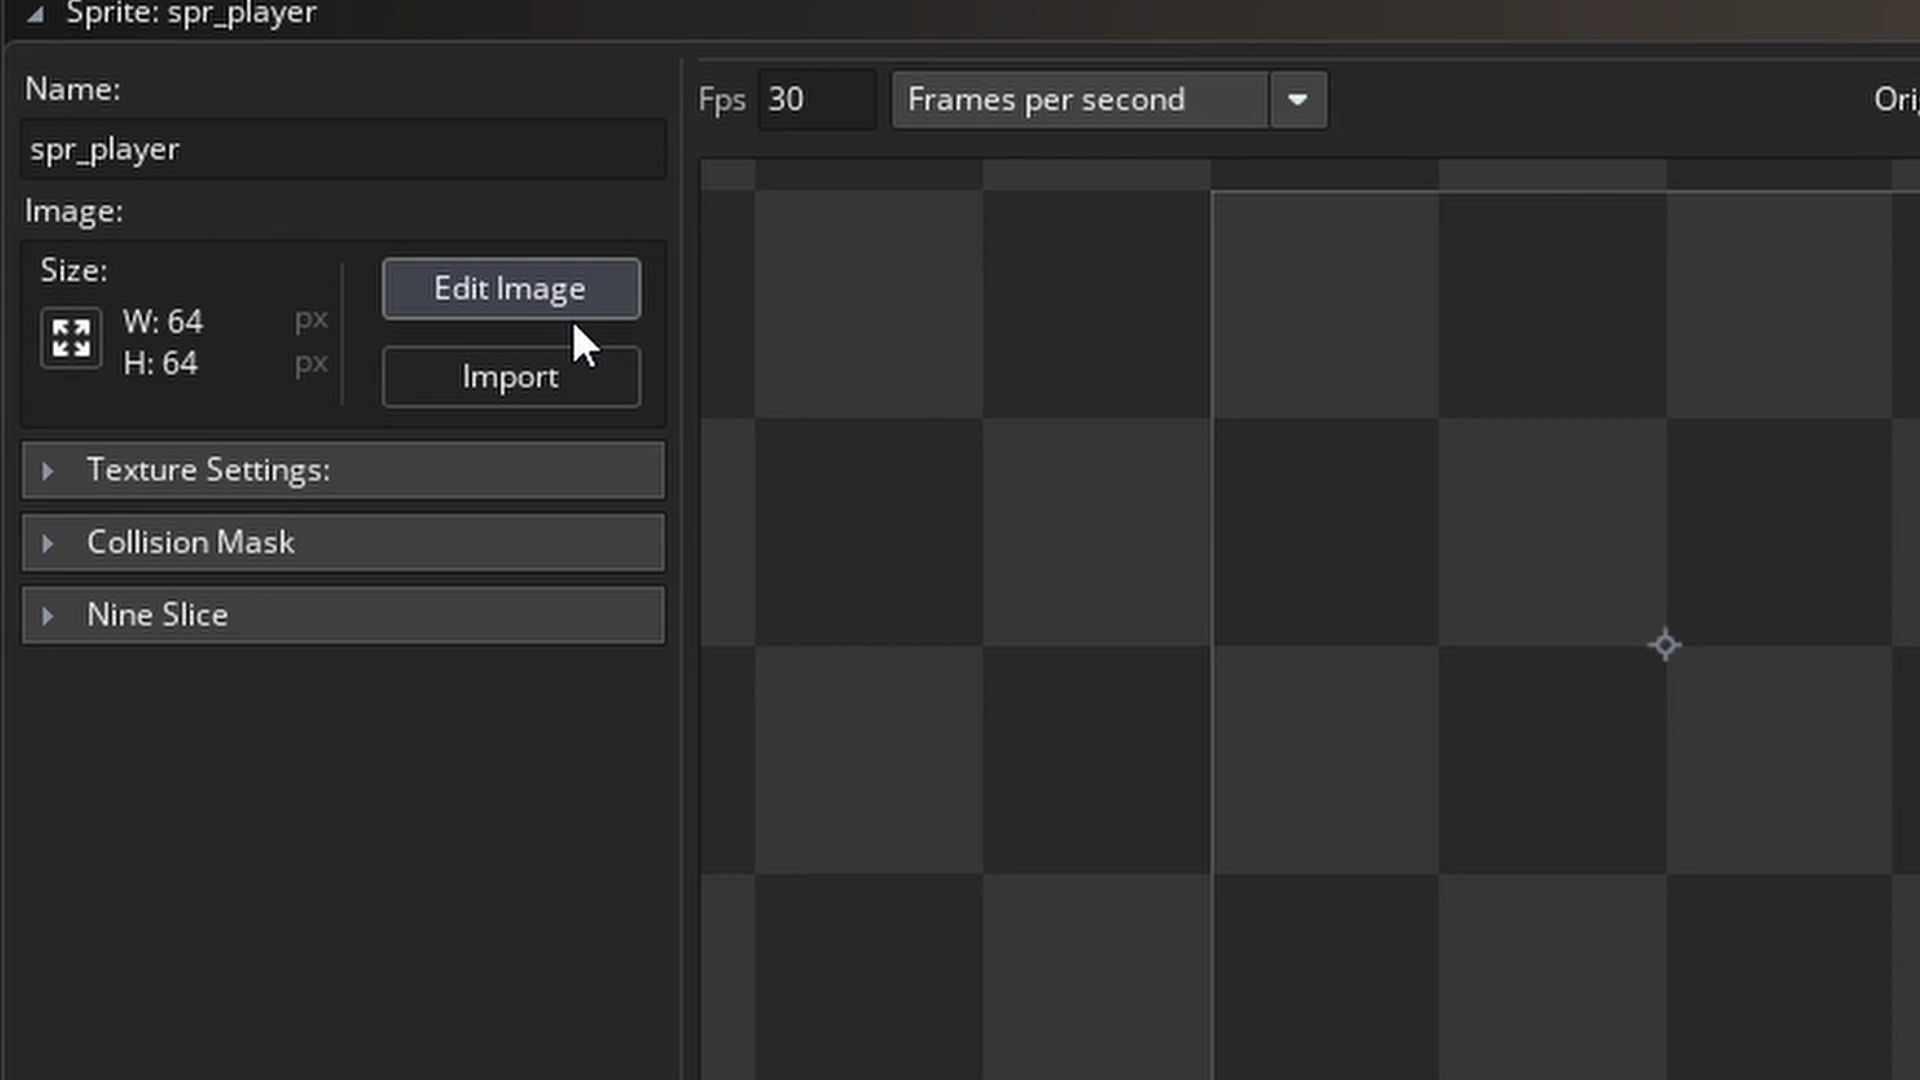 Sprite: spr_player
Name:
spr_player
Image:
Size:
W: 64 px
H: 64 px
Edit Image
Import
Texture Settings:
Collision Mask
Nine Slice
Fps 30 Frames per second